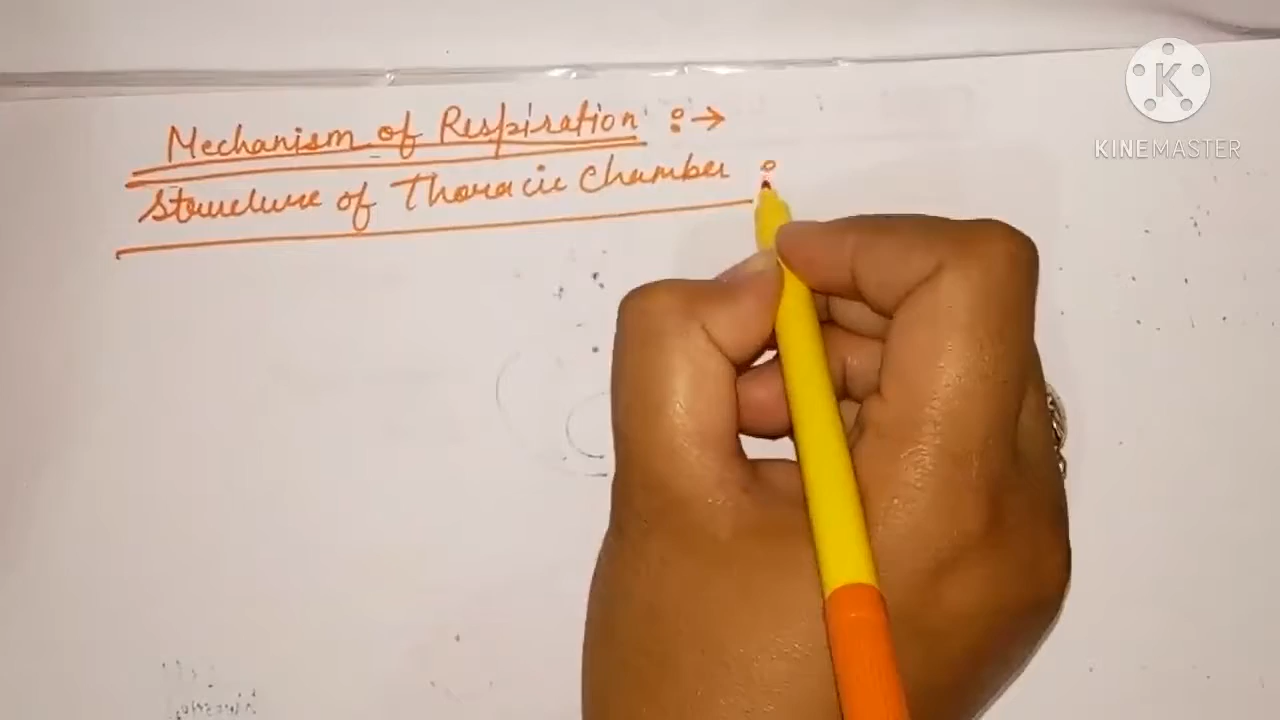 Mechanism of Respiration :→
Structure of Thoracic Chamber :
K
KINEMASTER